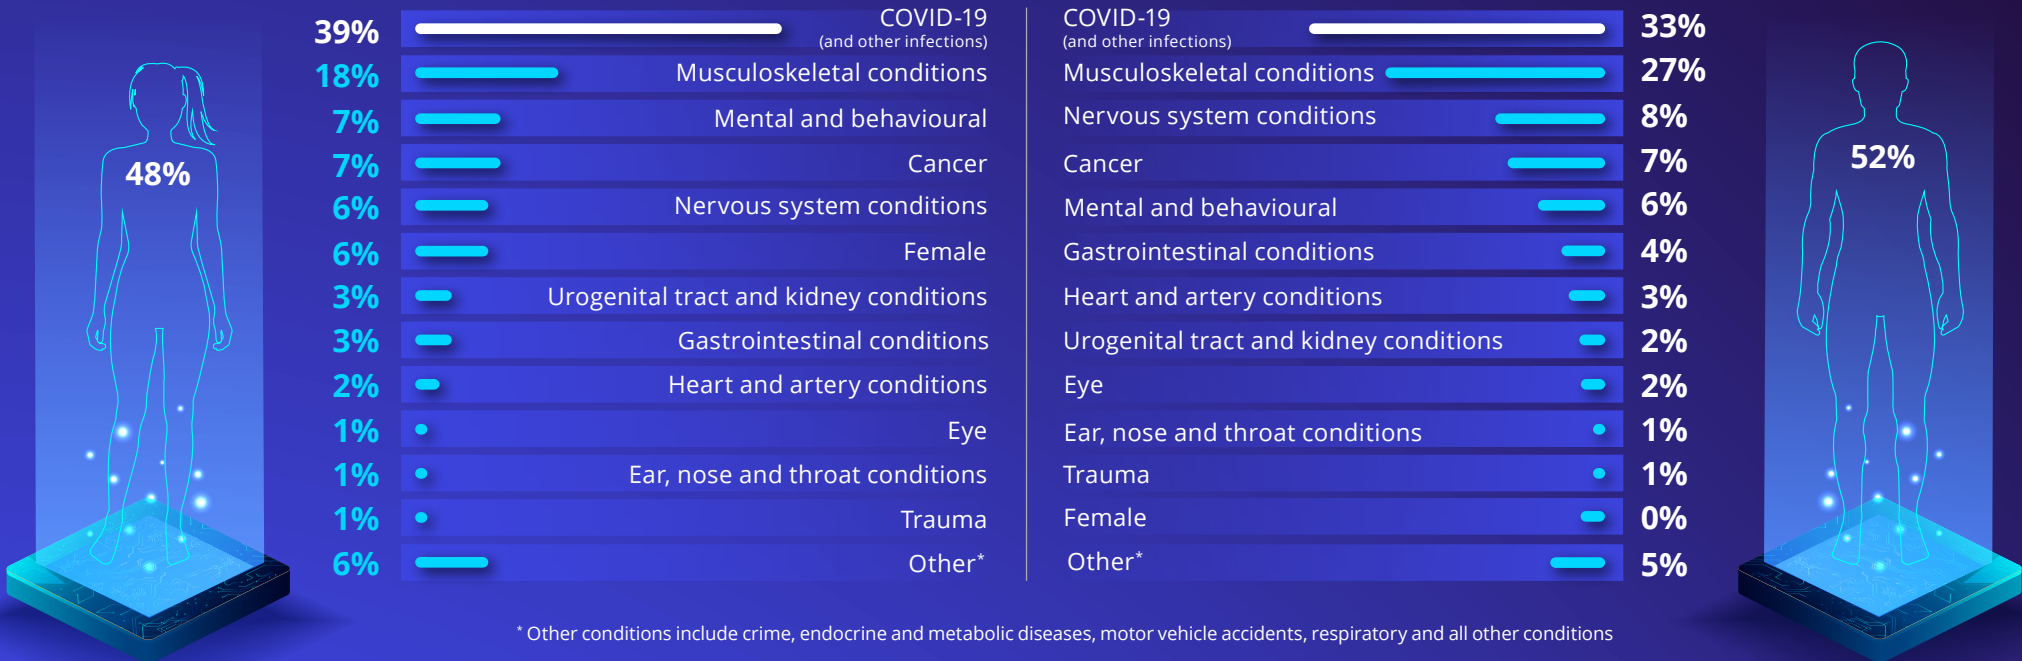 48%
39% COVID-19
(and other infections)
18% Musculoskeletal conditions
7% Mental and behavioural
7% Cancer
6% Nervous system conditions
6% Female
3% Urogenital tract and kidney conditions
3% Gastrointestinal conditions
2% Heart and artery conditions
1% Eye
1% Ear, nose and throat conditions
1% Trauma
6% Other*
COVID-19 33%
(and other infections)
Musculoskeletal conditions 27%
Nervous system conditions 8%
Cancer 7%
Mental and behavioural 6%
Gastrointestinal conditions 4%
Heart and artery conditions 3%
Urogenital tract and kidney conditions 2%
Eye 2%
Ear, nose and throat conditions 1%
Trauma 1%
Female 0%
Other* 5%
52%
* Other conditions include crime, endocrine and metabolic diseases, motor vehicle accidents, respiratory and all other conditions